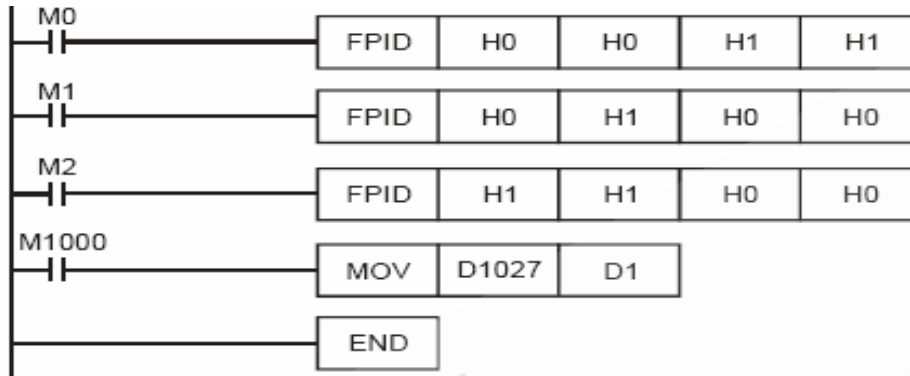 M0
FPID H0 H0 H1 H1
M1
FPID H0 H1 H0 H0
M2
FPID H1 H1 H0 H0
M1000
MOV D1027 D1
END